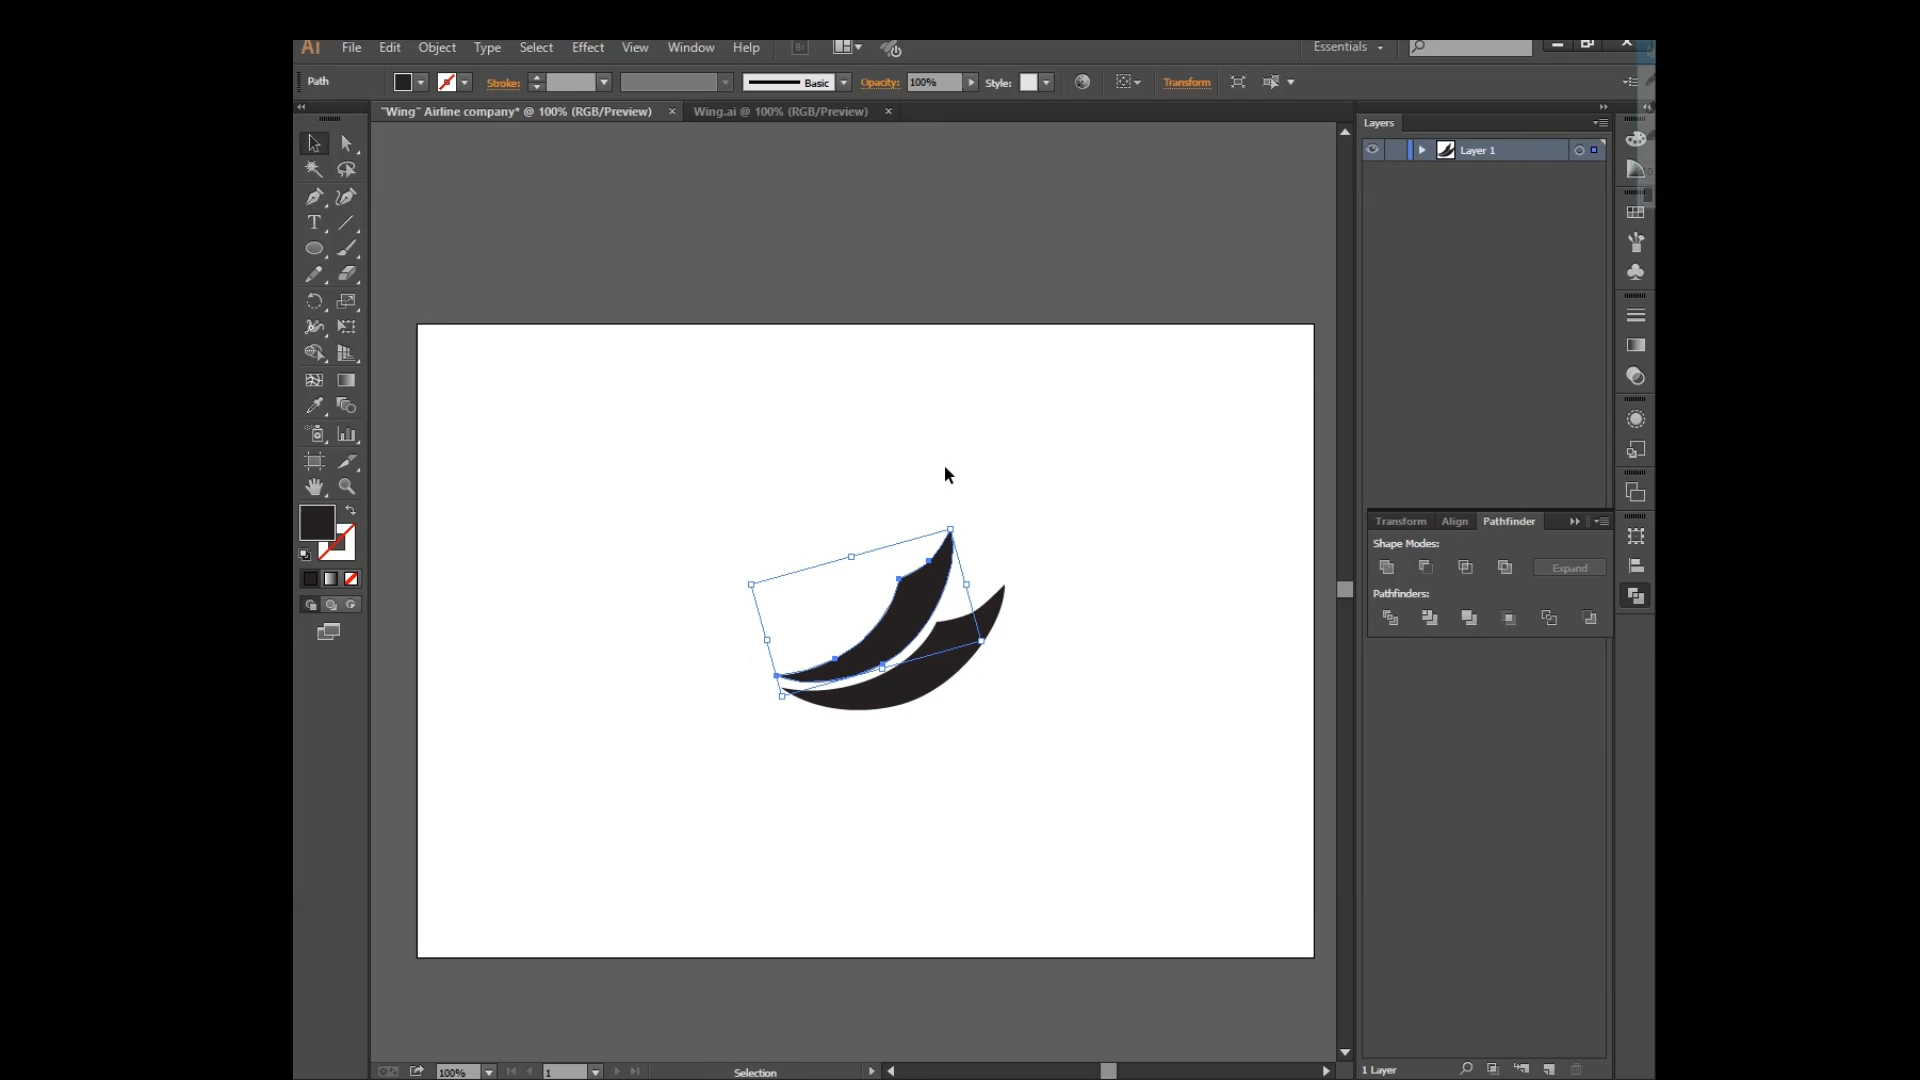 Ai File Edit Object Type Select Effect View Window Help Br Essentials
Path Stroke: Basic Opacity: 100% Style: Transform
"Wing" Airline company* @ 100% (RGB/Preview) × Wing.ai @ 100% (RGB/Preview) ×
Layers
Layer 1
T
Transform Align Pathfinder
Shape Modes:
Expand
Pathfinders:
100% 1 Selection
1 Layer